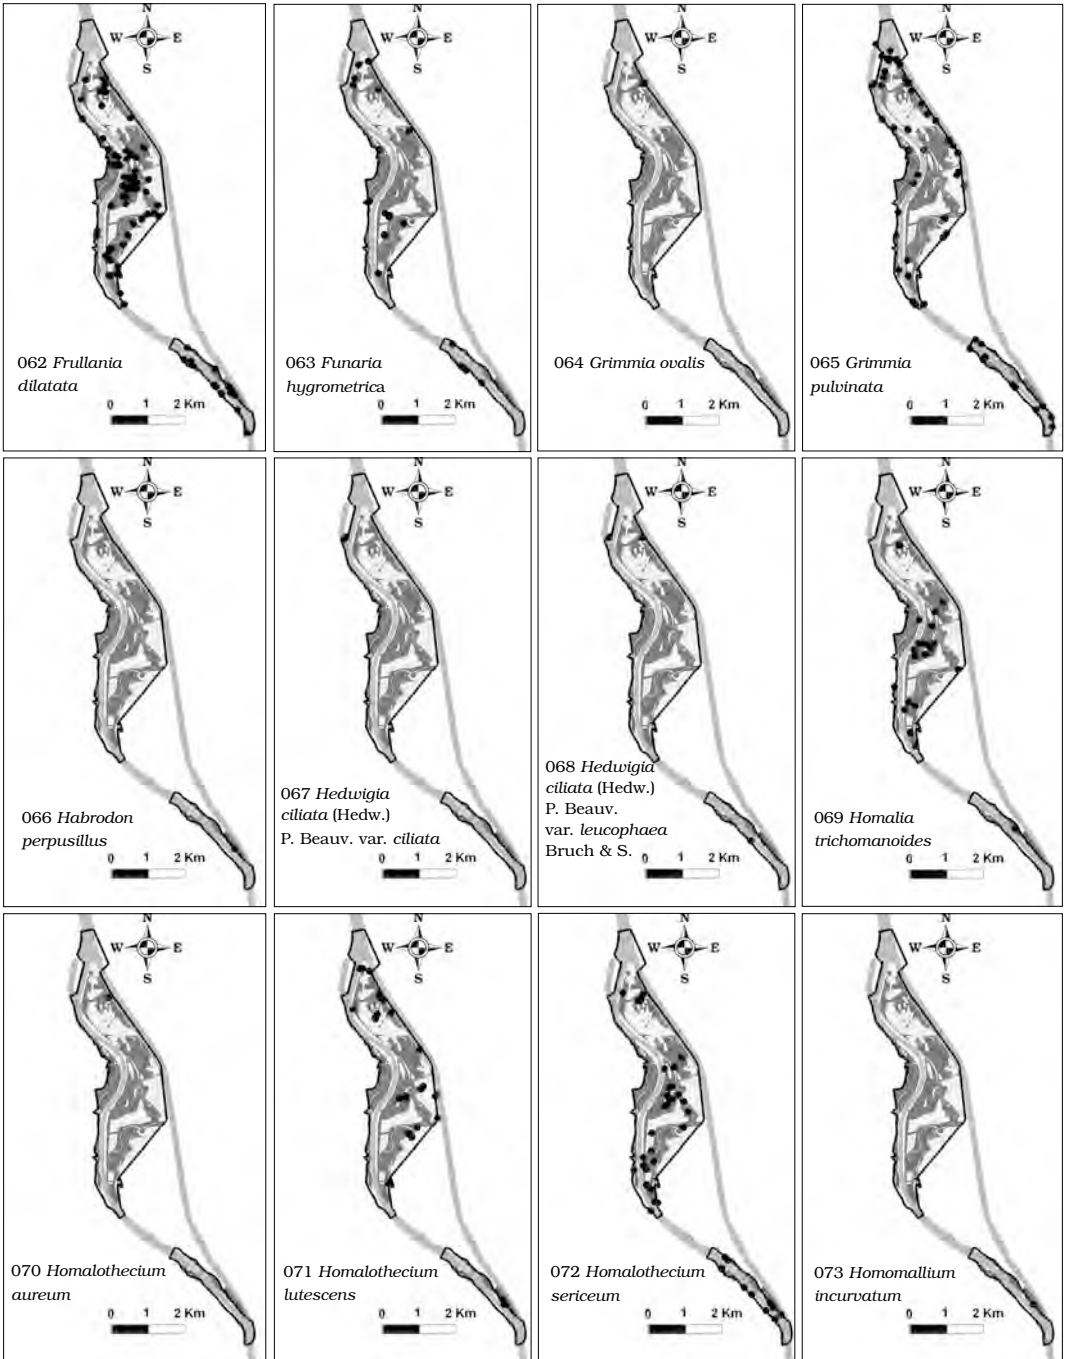 N
W E
S
062 Frullania
dilatata
0 1 2 Km
N
W E
S
063 Funaria
hygrometrica
0 1 2 Km
N
W E
S
064 Grimmia ovalis
0 1 2 Km
N
W E
S
065 Grimmia
pulvinata
0 1 2 Km
N
W E
S
066 Habrodon
perpusillus
0 1 2 Km
N
W E
S
067 Hedwigia
ciliata (Hedw.)
P. Beauv. var. ciliata
0 1 2 Km
N
W E
S
068 Hedwigia
ciliata (Hedw.)
P. Beauv.
var. leucophaea
Bruch & S.
0 1 2 Km
N
W E
S
069 Homalia
trichomanoides
0 1 2 Km
N
W E
S
070 Homalothecium
aureum
0 1 2 Km
N
W E
S
071 Homalothecium
lutescens
0 1 2 Km
N
W E
S
072 Homalothecium
sericeum
0 1 2 Km
N
W E
S
073 Homomallium
incurvatum
0 1 2 Km